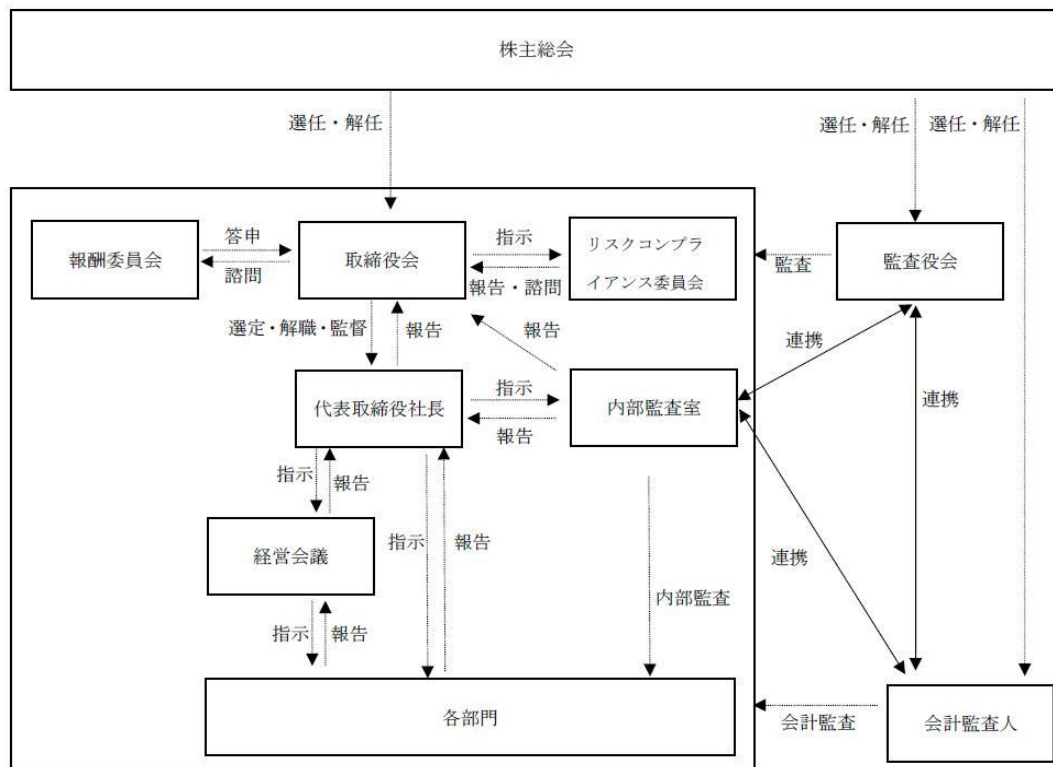 株主総会
選任・解任
選任・解任
選任・解任
報酬委員会
答申
諮問
取締役会
指示
報告・諮問
リスクコンプラ
イアンス委員会
監査
監査役会
選定・解職・監督
報告
報告
連携
代表取締役社長
指示
報告
内部監査室
連携
指示
報告
経営会議
指示
報告
連携
内部監査
指示
報告
各部門
会計監査
会計監査人